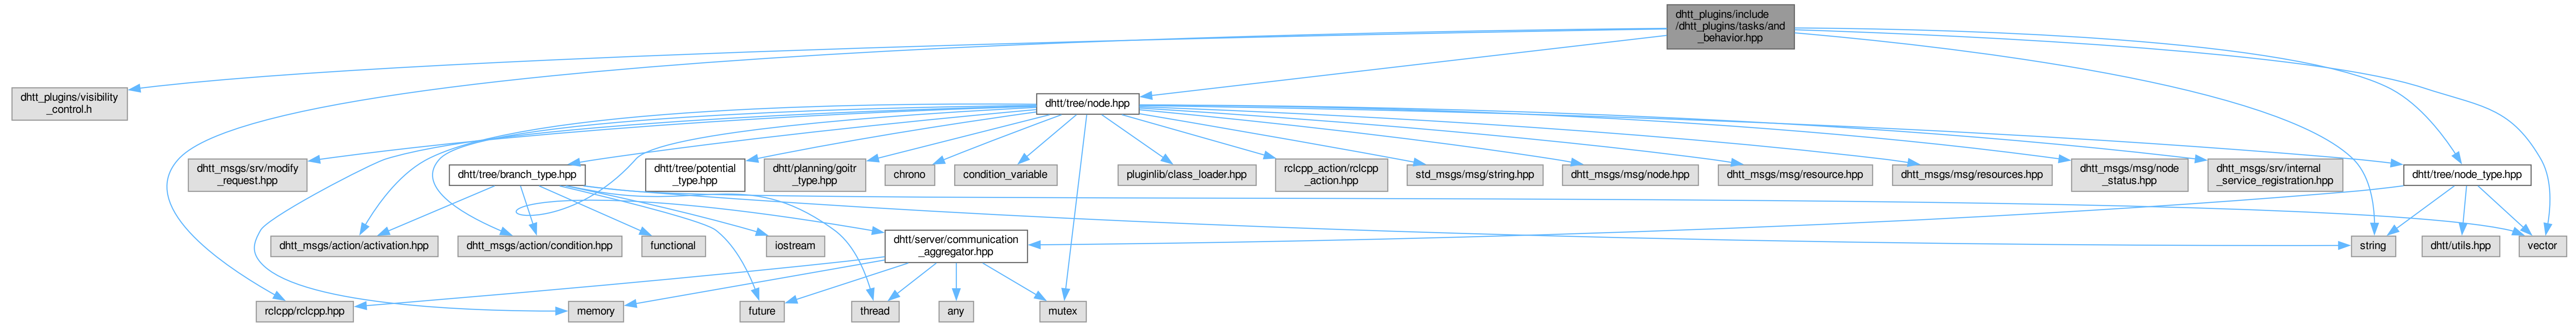 dhtt_plugins/include
/dhtt_plugins/tasks/and
_behavior.hpp
dhtt_plugins/visibility
_control.h
dhtt/tree/node.hpp
dhtt_msgs/srv/modify
_request.hpp
dhtt/tree/branch_type.hpp
dhtt/tree/potential
_type.hpp
dhtt/planning/goitr
_type.hpp
chrono
condition_variable
pluginlib/class_loader.hpp
rclcpp_action/rclcpp
_action.hpp
std_msgs/msg/string.hpp
dhtt_msgs/msg/node.hpp
dhtt_msgs/msg/resource.hpp
dhtt_msgs/msg/resources.hpp
dhtt_msgs/msg/node
_status.hpp
dhtt_msgs/srv/internal
_service_registration.hpp
dhtt/tree/node_type.hpp
dhtt_msgs/action/activation.hpp
dhtt_msgs/action/condition.hpp
functional
iostream
dhtt/server/communication
_aggregator.hpp
string
dhtt/utils.hpp
vector
rclcpp/rclcpp.hpp
memory
future
thread
any
mutex